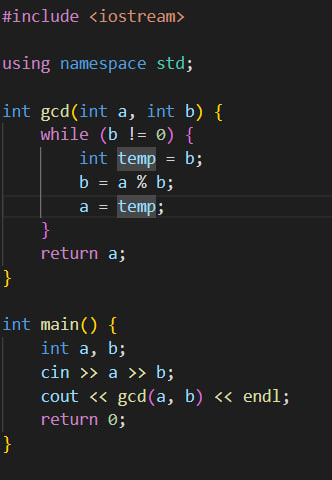 #include <iostream>
using namespace std;
int gcd(int a, int b) {
    while (b != 0) {
        int temp = b;
        b = a % b;
        a = temp;
    }
    return a;
}
int main() {
    int a, b;
    cin >> a >> b;
    cout << gcd(a, b) << endl;
    return 0;
}